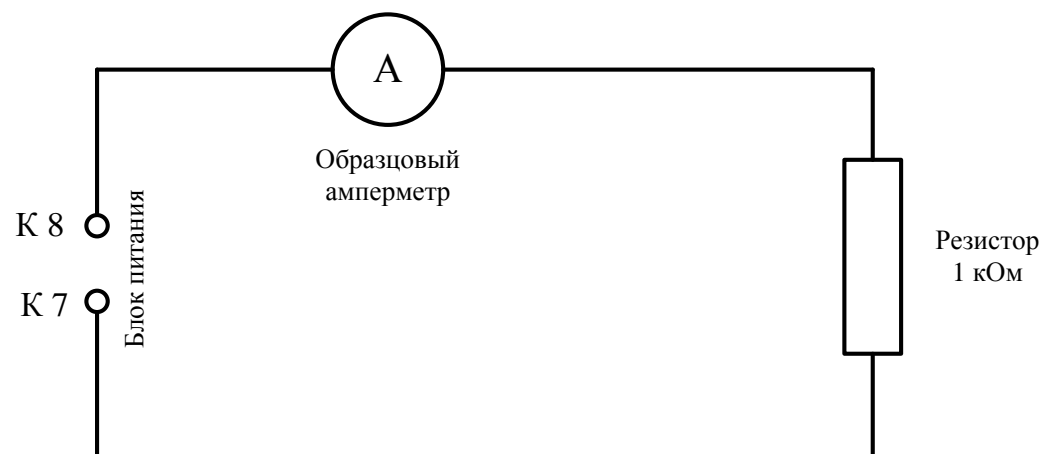 А
Образцовый
амперметр
К 8
К 7
Блок питания
Резистор
1 кОм